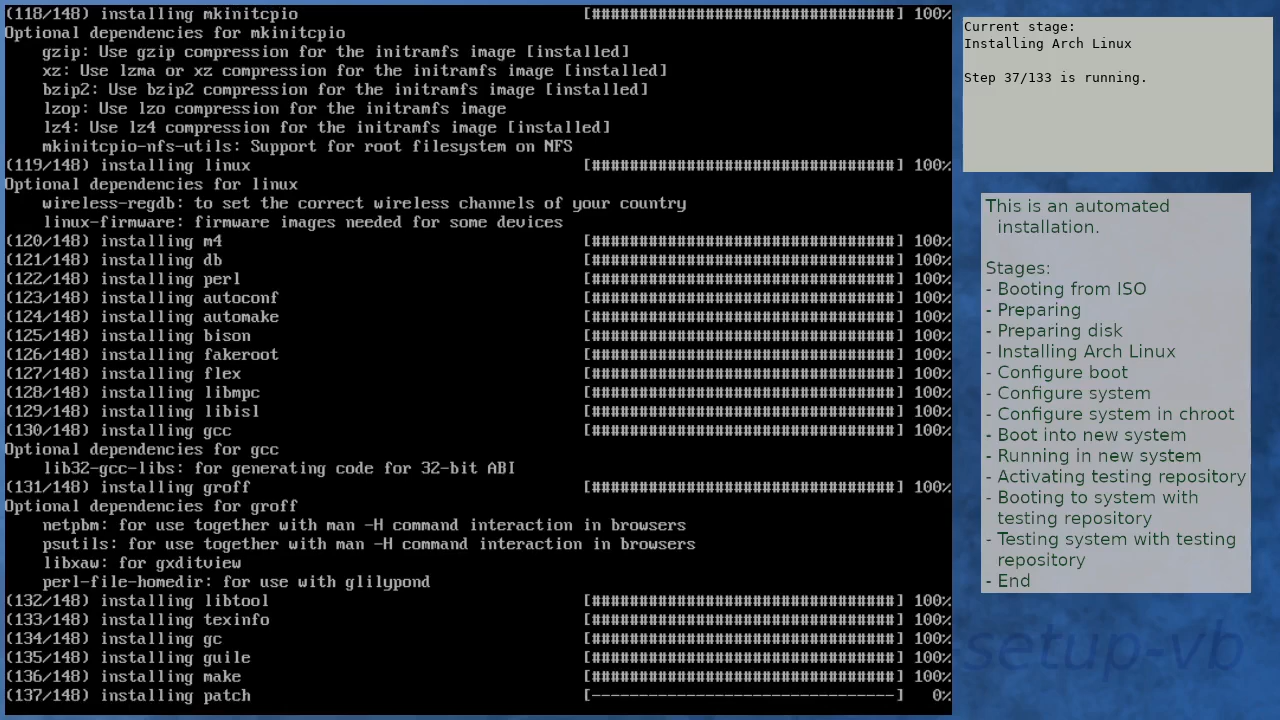 (118/148) installing mkinitcpio [################################] 100%
Optional dependencies for mkinitcpio
gzip: Use gzip compression for the initramfs image [installed]
xz: Use lzma or xz compression for the initramfs image [installed]
bzip2: Use bzip2 compression for the initramfs image [installed]
lzop: Use lzo compression for the initramfs image
lz4: Use lz4 compression for the initramfs image [installed]
mkinitcpio-nfs-utils: Support for root filesystem on NFS
(119/148) installing linux [################################] 100%
Optional dependencies for linux
wireless-regdb: to set the correct wireless channels of your country
linux-firmware: firmware images needed for some devices
(120/148) installing m4 [################################] 100%
(121/148) installing db [################################] 100%
(122/148) installing perl [################################] 100%
(123/148) installing autoconf [################################] 100%
(124/148) installing automake [################################] 100%
(125/148) installing bison [################################] 100%
(126/148) installing fakeroot [################################] 100%
(127/148) installing flex [################################] 100%
(128/148) installing libmpc [################################] 100%
(129/148) installing libisl [################################] 100%
(130/148) installing gcc [################################] 100%
Optional dependencies for gcc
lib32-gcc-libs: for generating code for 32-bit ABI
(131/148) installing groff [################################] 100%
Optional dependencies for groff
netpbm: for use together with man -H command interaction in browsers
psutils: for use together with man -H command interaction in browsers
libxaw: for gxditview
perl-file-homedir: for use with glilypond
(132/148) installing libtool [################################] 100%
(133/148) installing texinfo [################################] 100%
(134/148) installing gc [################################] 100%
(135/148) installing guile [################################] 100%
(136/148) installing make [################################] 100%
(137/148) installing patch [--------------------------------] 0%
Current stage:
Installing Arch Linux
Step 37/133 is running.
This is an automated
installation.
Stages:
- Booting from ISO
- Preparing
- Preparing disk
- Installing Arch Linux
- Configure boot
- Configure system
- Configure system in chroot
- Boot into new system
- Running in new system
- Activating testing repository
- Booting to system with
testing repository
- Testing system with testing
repository
- End
setup-vb